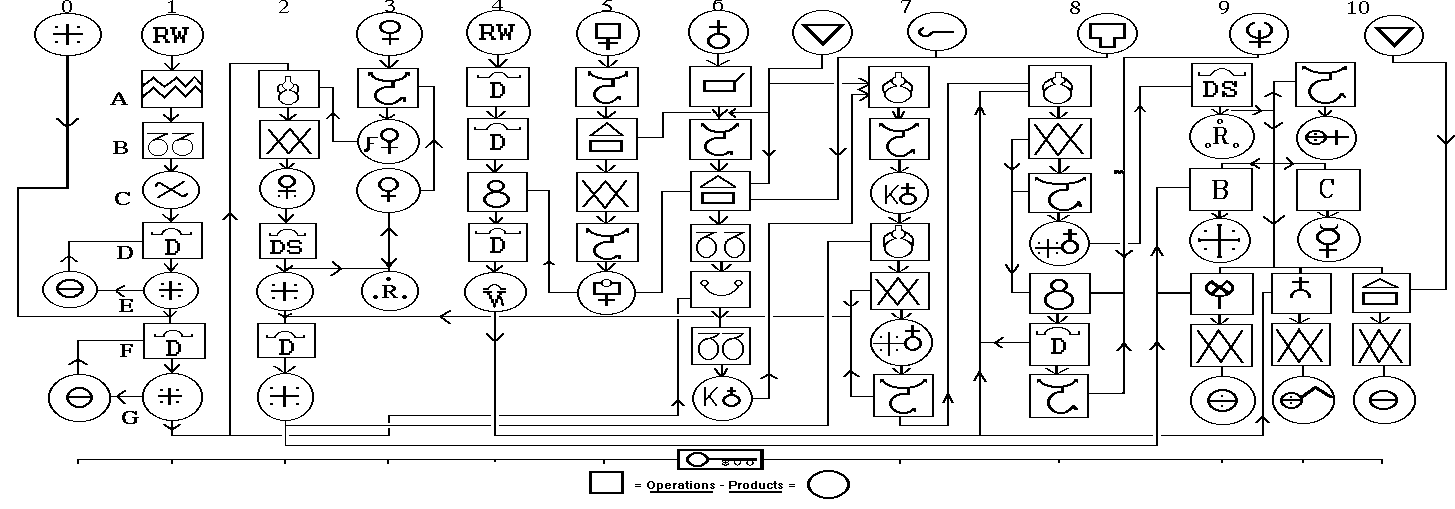 0 1 2 3 4 5 6 7 8 9 10
RW RW
A D DS
B D .R.
C B C
D D D
DS
E .R. W
F D D D
K
G K
= Operations - Products =